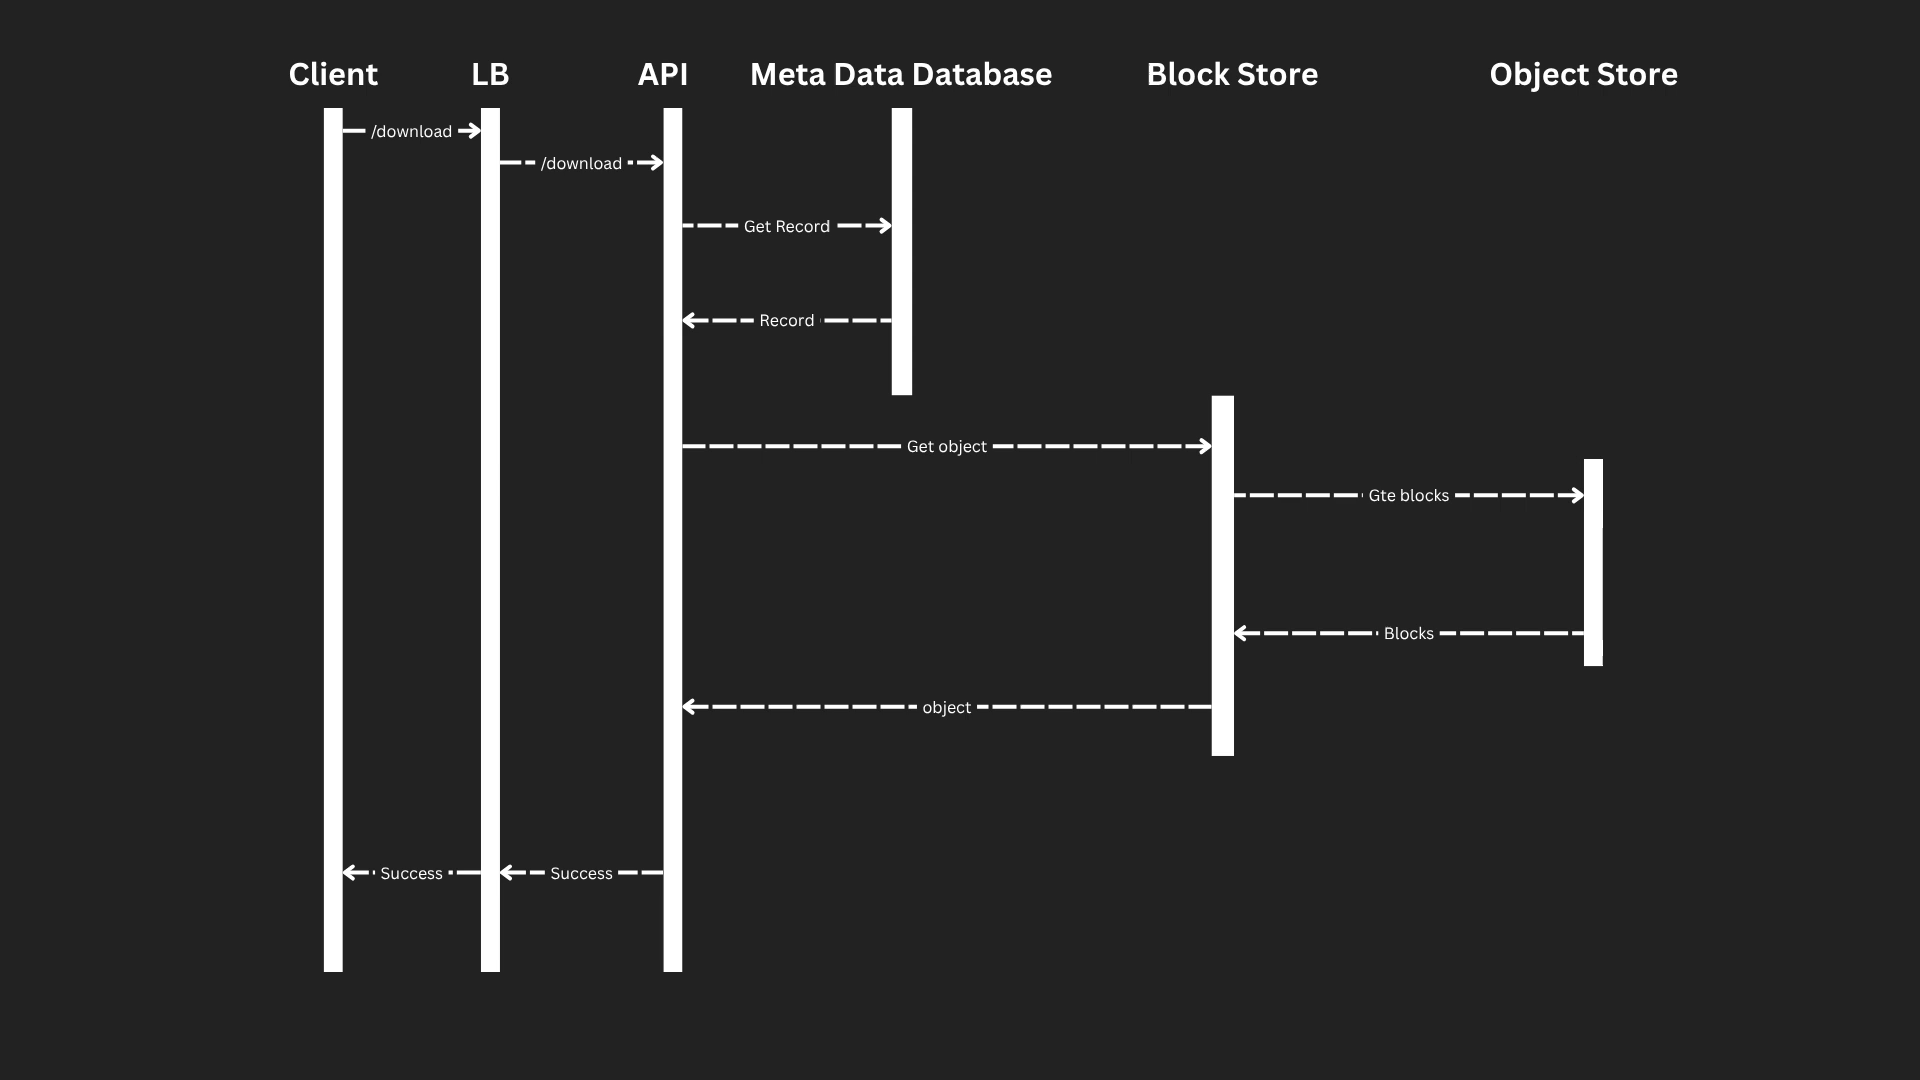 Client
LB
API
Meta Data Database
Block Store
Object Store
/download
/download
Get Record
Record
Get object
Gte blocks
Blocks
object
Success
Success